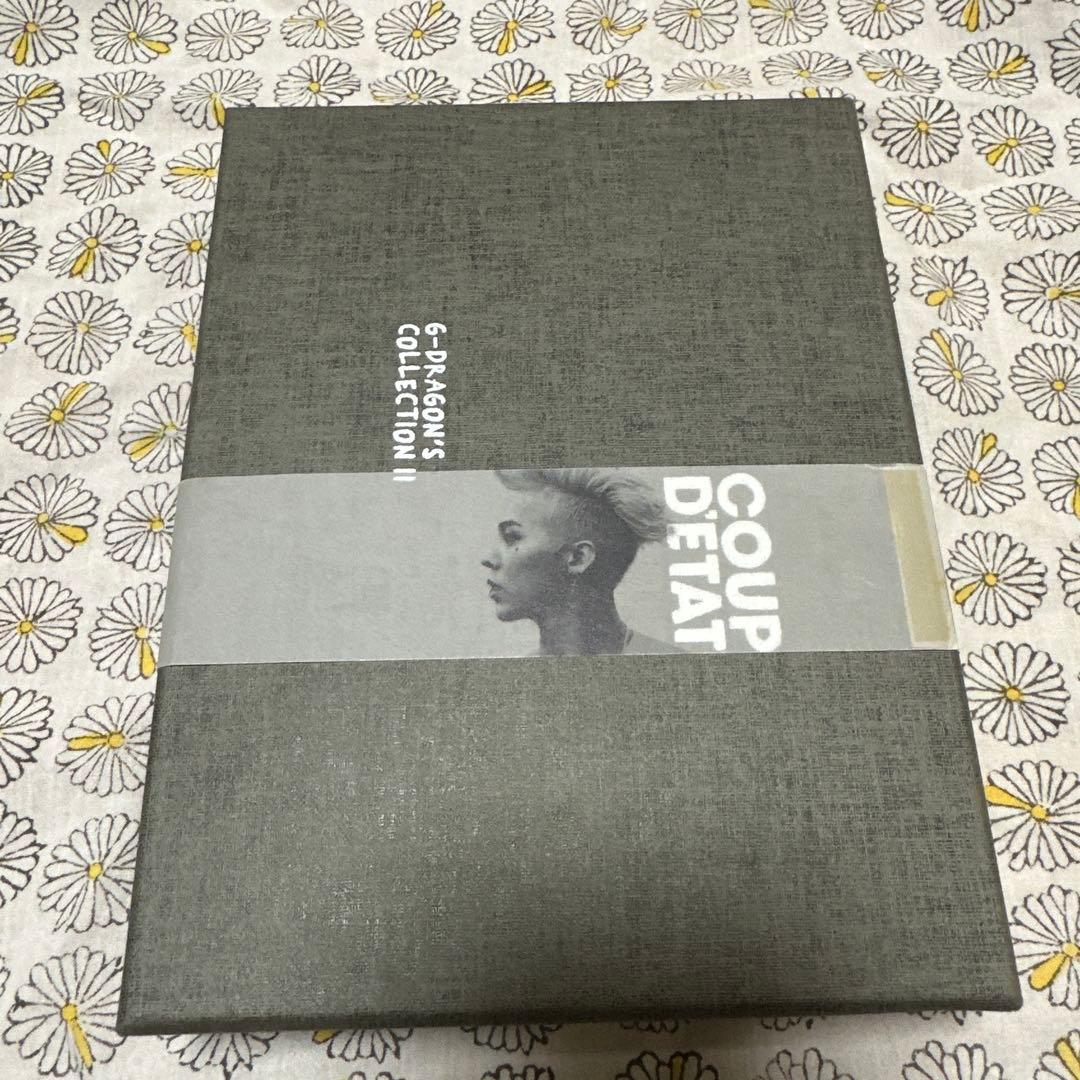 G-DRAGON'S
COLLECTION II
COUP
D'ETAT